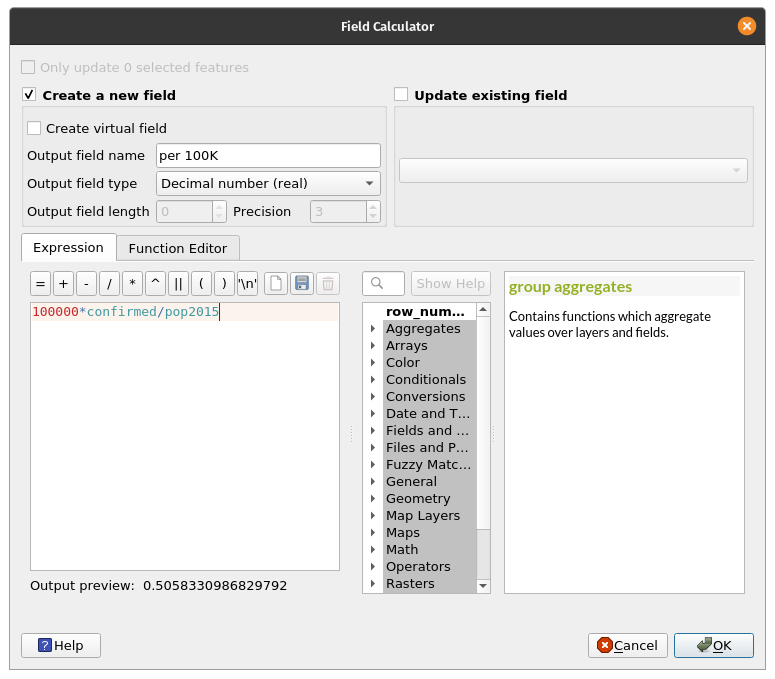 Field Calculator
Only update 0 selected features
Create a new field
Update existing field
Create virtual field
Output field name per 100K
Output field type Decimal number (real)
Output field length 0 Precision 3
Expression Function Editor
= + - / * ^ || ( ) '\n' Show Help
group aggregates
Contains functions which aggregate
values over layers and fields.
100000*confirmed/pop2015
row_num...
Aggregates
Arrays
Color
Conditionals
Conversions
Date and T...
Fields and ...
Files and P...
Fuzzy Matc...
General
Geometry
Map Layers
Maps
Math
Operators
Rasters
Output preview: 0.5058330986829792
Help Cancel OK